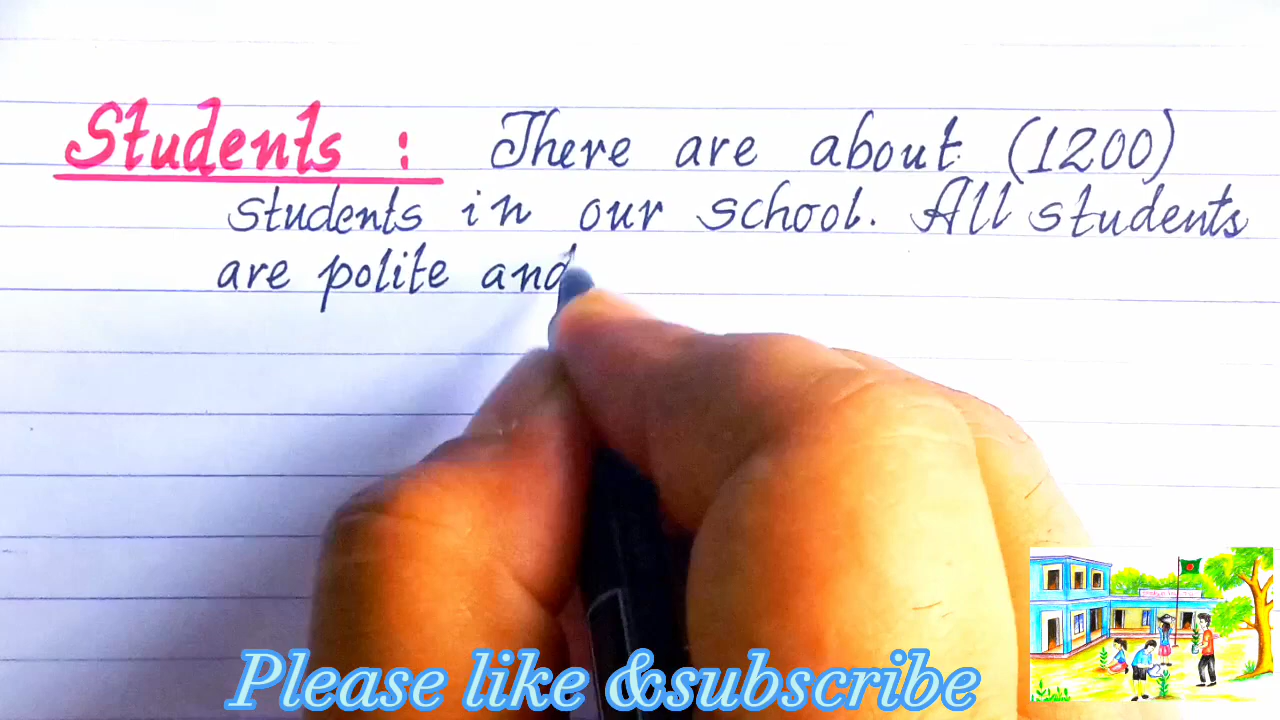 Students : There are about (1200)
students in our school. All students
are polite and
Please like &subscribe